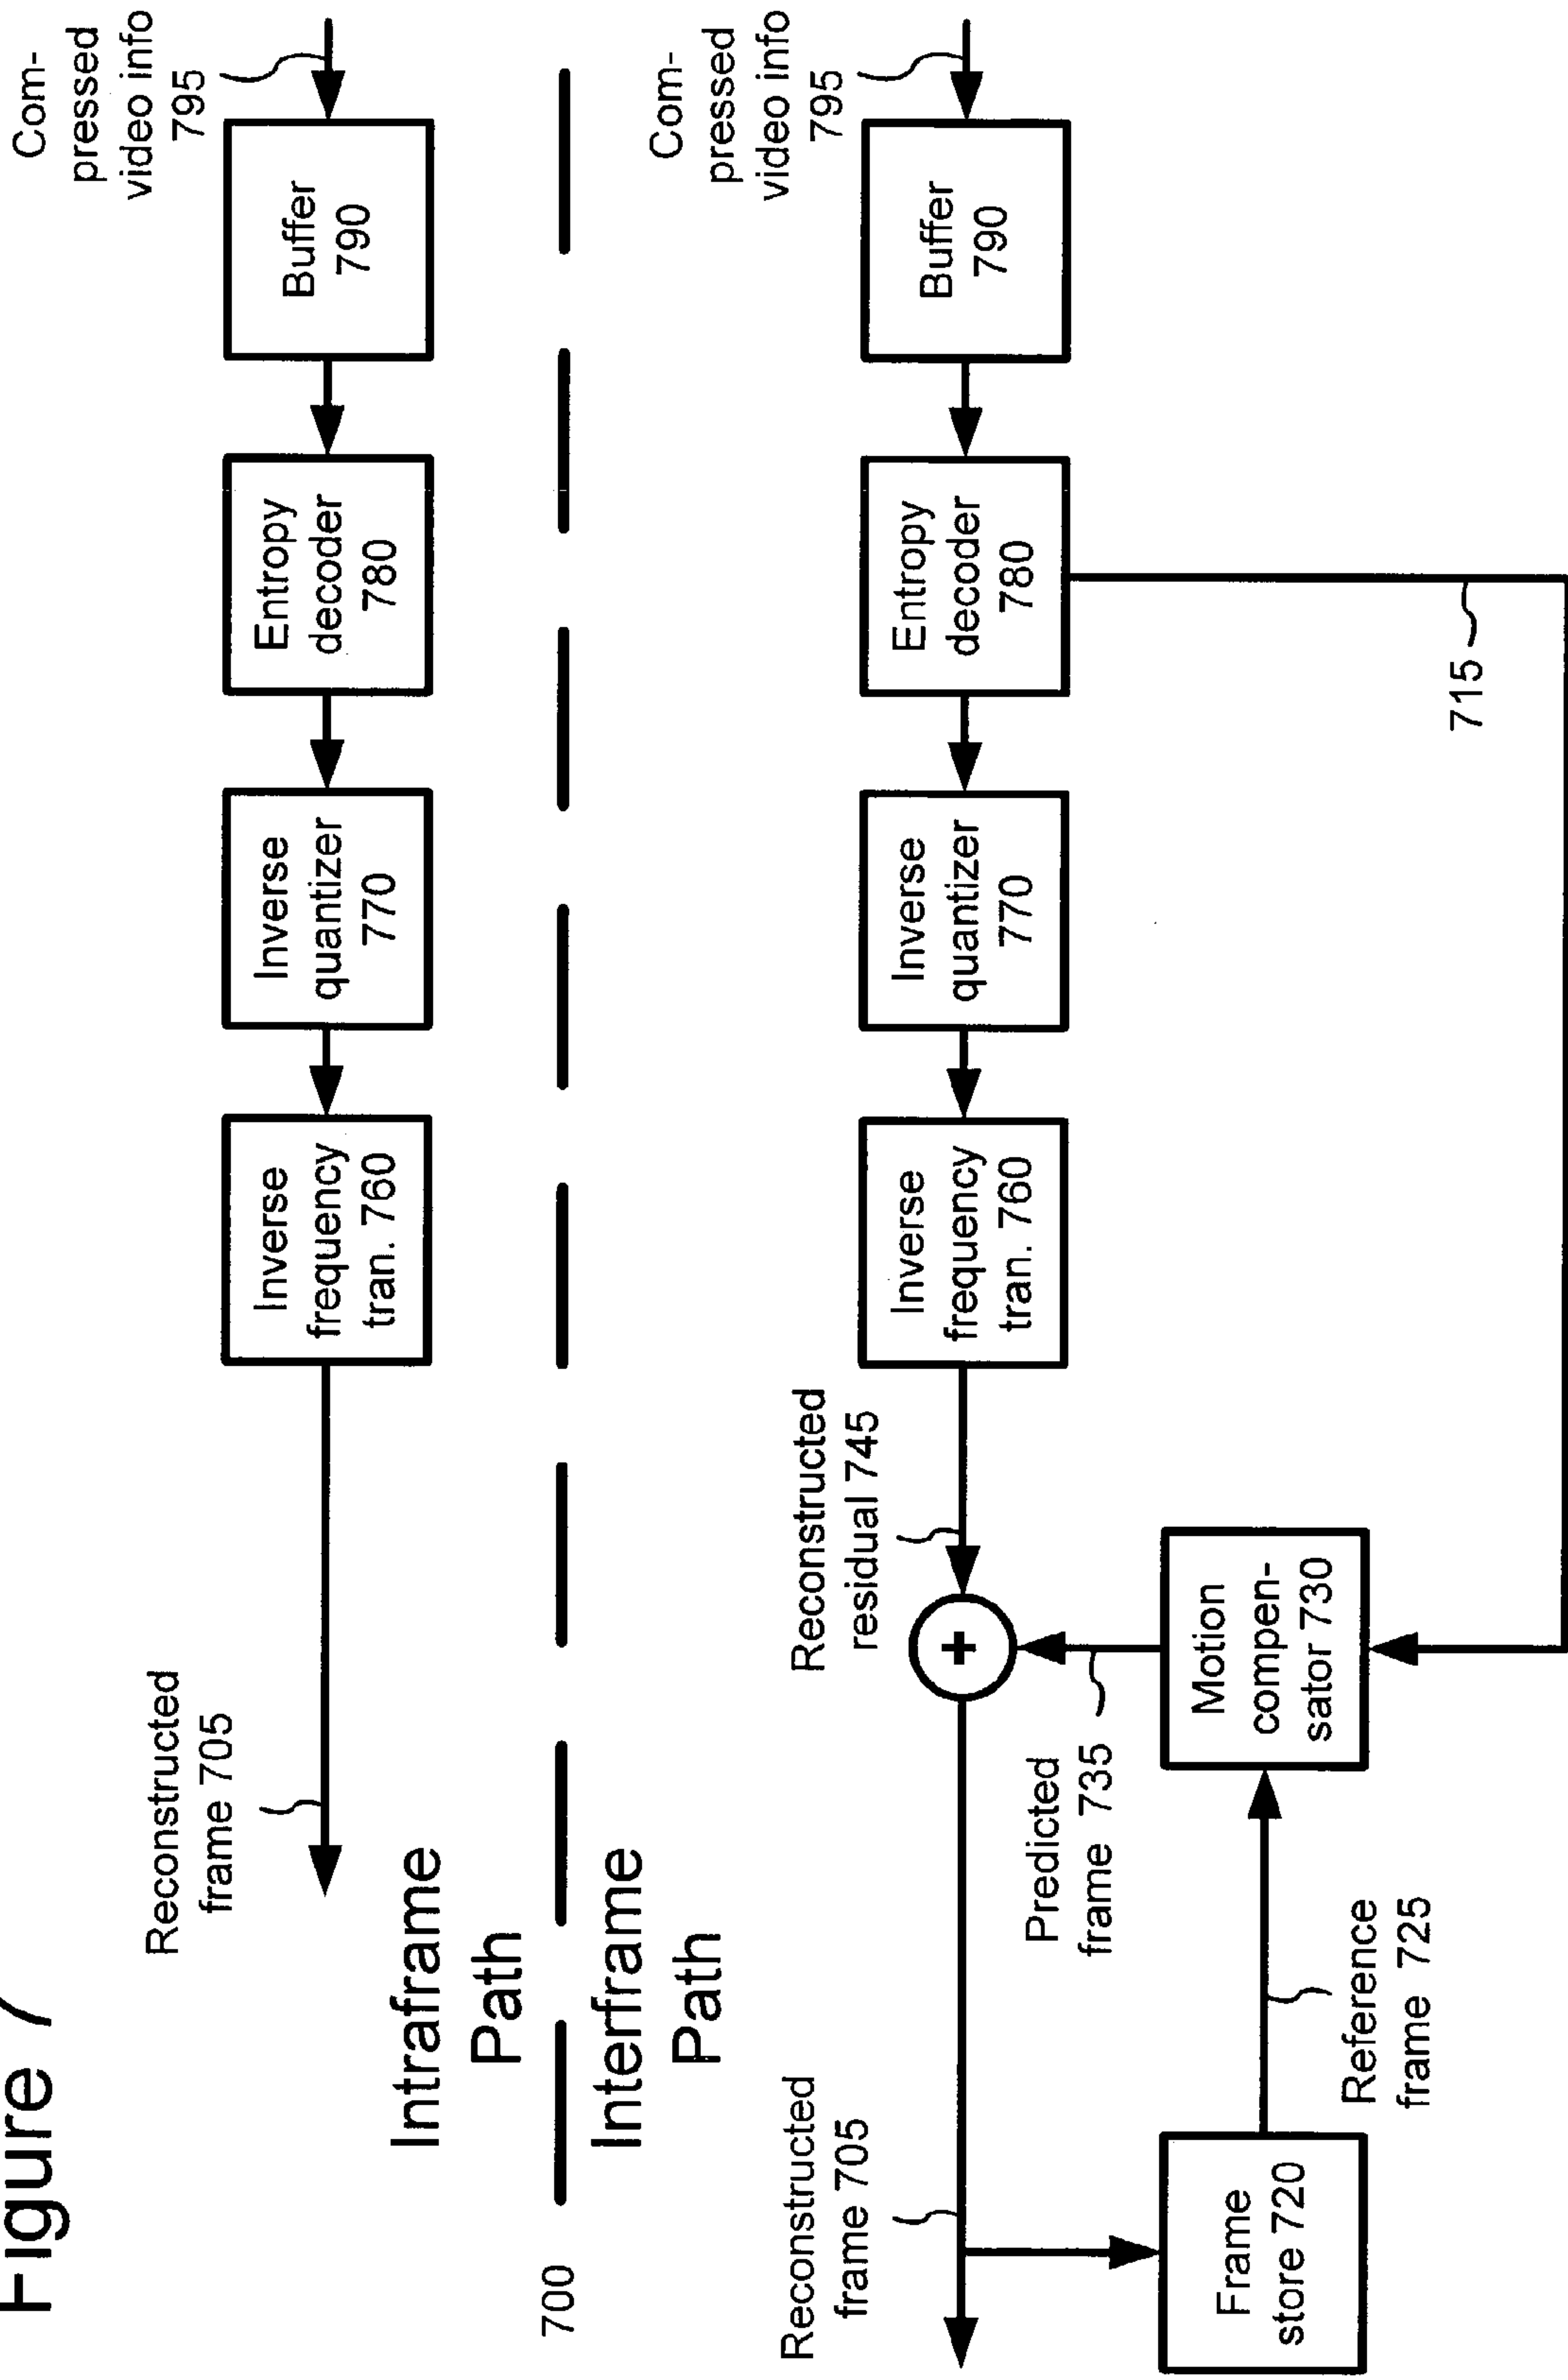 Figure 7
Reconstructed
frame 705
Inverse
frequency
tran. 760
Inverse
quantizer
770
Entropy
decoder
780
Buffer
790
Com-
pressed
video info
795
Intraframe
Path
700
Interframe
Path
Reconstructed
frame 705
Reconstructed
residual 745
+
Inverse
frequency
tran. 760
Inverse
quantizer
770
Entropy
decoder
780
Buffer
790
Com-
pressed
video info
795
Predicted
frame 735
Frame
store 720
Reference
frame 725
Motion
compen-
sator 730
715